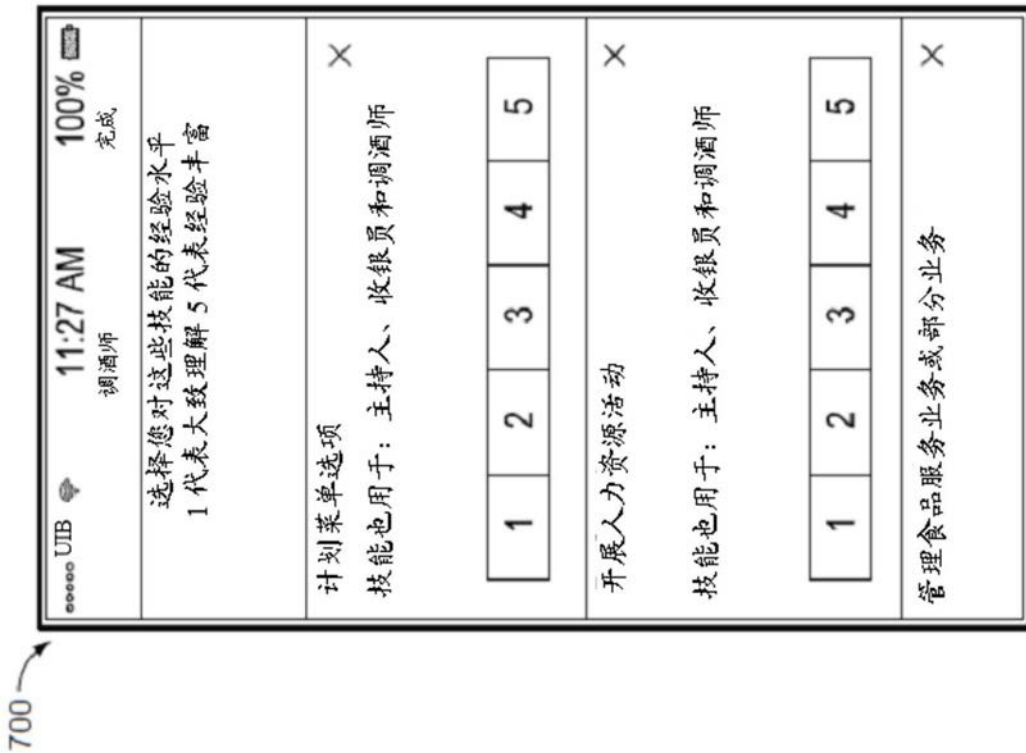 700
ooooo UIB 11:27 AM 100%
调酒师 完成
选择您对这些技能的经验水平
1代表大致理解5代表经验丰富
计划菜单选项
技能也用于：主持人、收银员和调酒师
1 2 3 4 5
开展人力资源活动
技能也用于：主持人、收银员和调酒师
1 2 3 4 5
管理食品服务业务或部分业务